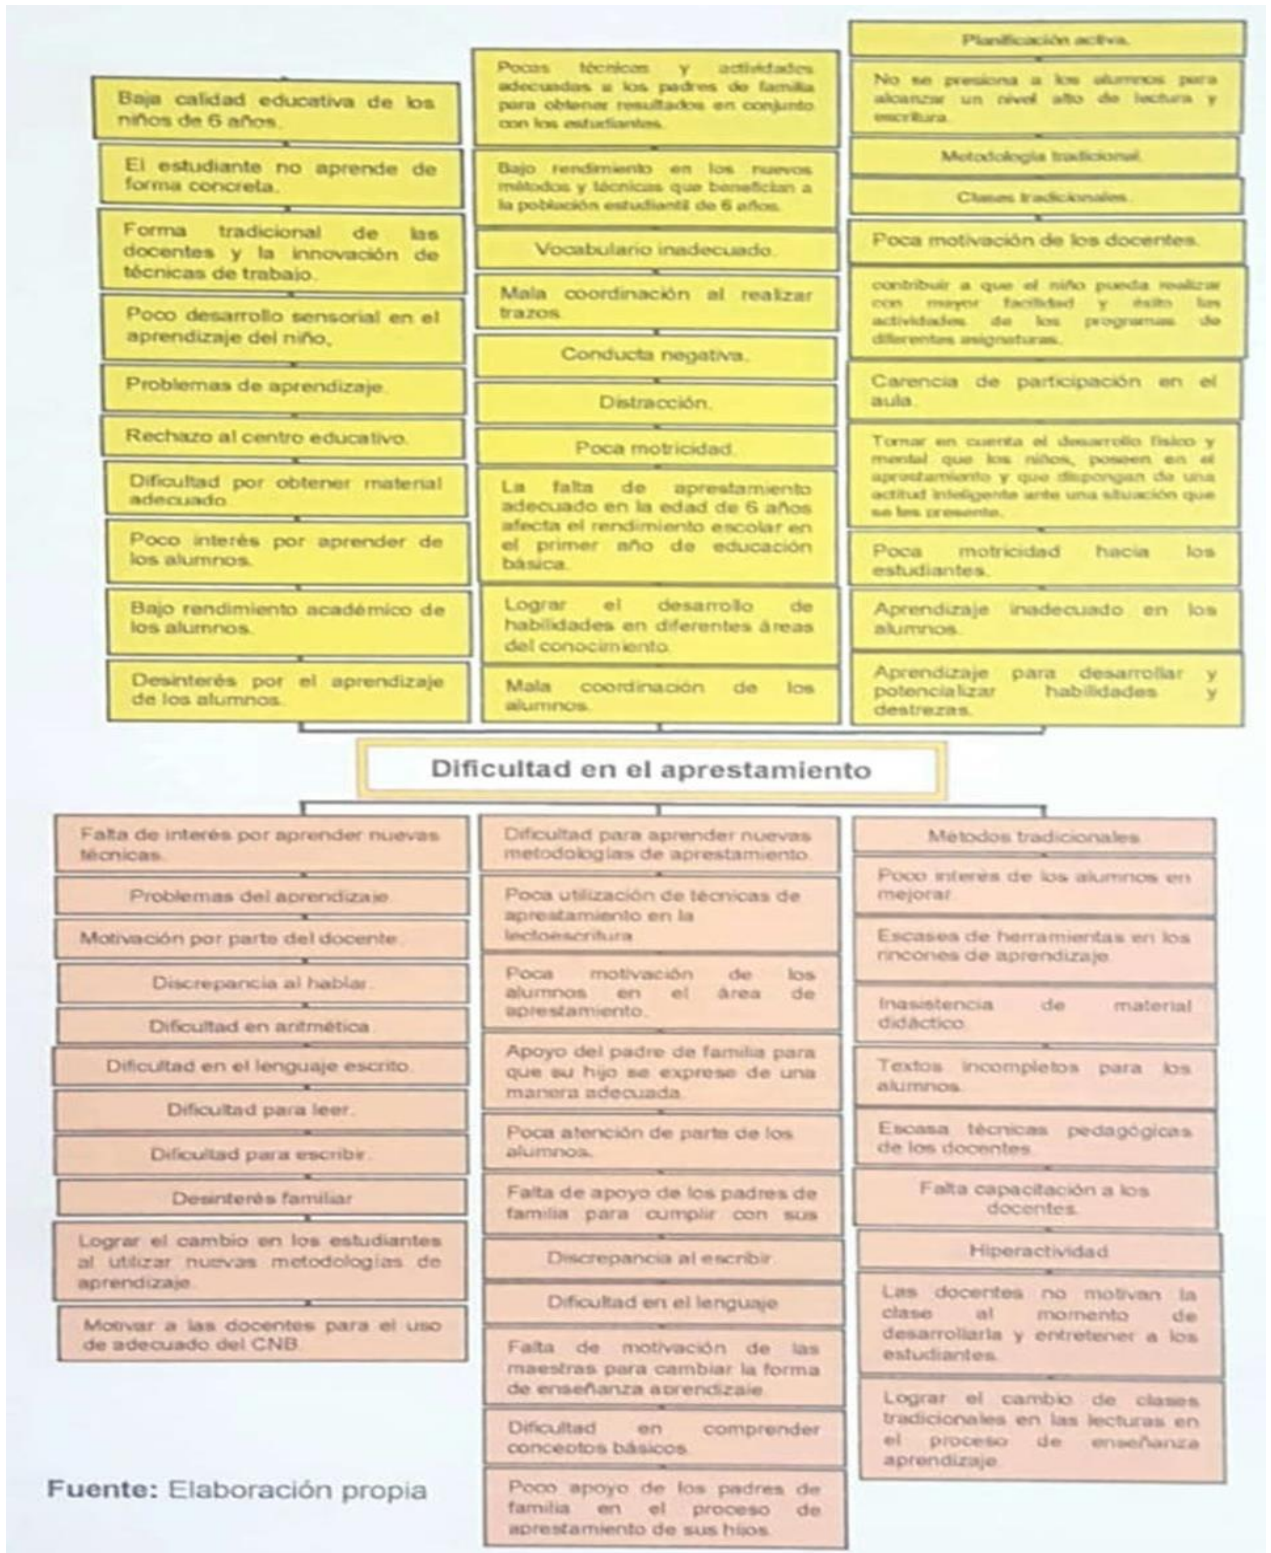 Baja calidad educativa de los
niños de 6 años.
El estudiante no aprende de
forma concreta.
Forma tradicional de las
docentes y la innovación de
técnicas de trabajo.
Poco desarrollo sensorial en el
aprendizaje del niño,
Problemas de aprendizaje.
Rechazo al centro educativo.
Dificultad por obtener material
adecuado
Poco interés por aprender de
los alumnos.
Bajo rendimiento académico de
los alumnos.
Desinterés por el aprendizaje
de los alumnos.
Pocas técnicas y actividades
adecuadas a los padres de familia
para obtener resultados en conjunto
con los estudiantes.
Bajo rendimiento en los nuevos
métodos y técnicas que benefician a
la población estudiantil de 6 años.
Vocabulario inadecuado.
Mala coordinación al realizar
trazos.
Conducta negativa.
Distracción.
Poca motricidad.
La falta de aprestamiento
adecuado en la edad de 6 años
afecta el rendimiento escolar en
el primer año de educación
básica.
Lograr el desarrollo de
habilidades en diferentes áreas
del conocimiento.
Mala coordinación de los
alumnos.
Planificación activa.
No se presiona a los alumnos para
alcanzar un nivel alto de lectura y
escritura.
Metodología tradicional.
Clases tradicionales.
Poca motivación de los docentes.
contribuir a que el niño pueda realizar
con mayor facilidad y éxito las
actividades de los programas de
diferentes asignaturas.
Carencia de participación en el
aula.
Tomar en cuenta el desarrollo físico y
mental que los niños, poseen en el
aprestamiento y que dispongan de una
actitud inteligente ante una situación que
se les presente.
Poca motricidad hacia los
estudiantes.
Aprendizaje inadecuado en los
alumnos.
Aprendizaje para desarrollar y
potencializar habilidades y
destrezas.
Dificultad en el aprestamiento
Falta de interés por aprender nuevas
técnicas.
Problemas del aprendizaje
Motivación por parte del docente.
Discrepancia al hablar.
Dificultad en aritmética
Dificultad en el lenguaje escrito.
Dificultad para leer.
Dificultad para escribir.
Desinterés familiar
Lograr el cambio en los estudiantes
al utilizar nuevas metodologías de
aprendizaje.
Motivar a las docentes para el uso
de adecuado del CNB.
Dificultad para aprender nuevas
metodologías de aprestamiento.
Poca utilización de técnicas de
aprestamiento en la
lectoescritura
Poca motivación de los
alumnos en el área de
aprestamiento.
Apoyo del padre de familia para
que su hijo se exprese de una
manera adecuada.
Poca atención de parte de los
alumnos.
Falta de apoyo de los padres de
familia para cumplir con sus
Discrepancia al escribir.
Dificultad en el lenguaje
Falta de motivación de las
maestras para cambiar la forma
de enseñanza aprendizaje
Dificultad en comprender
conceptos básicos.
Poco apoyo de los padres de
familia en el proceso de
aprestamiento de sus hijos.
Métodos tradicionales
Poco interés de los alumnos en
mejorar.
Escasea de herramientas en los
rincones de aprendizaje
Inasistencia de material
didáctico.
Textos incompletos para los
alumnos.
Escasa técnicas pedagógicas
de los docentes.
Falta capacitación a los
docentes.
Hiperactividad
Las docentes no motivan la
clase al momento de
desarrollarla y entretener a los
estudiantes.
Lograr el cambio de clases
tradicionales en las lecturas en
el proceso de enseñanza
aprendizaje.
Fuente: Elaboración propia